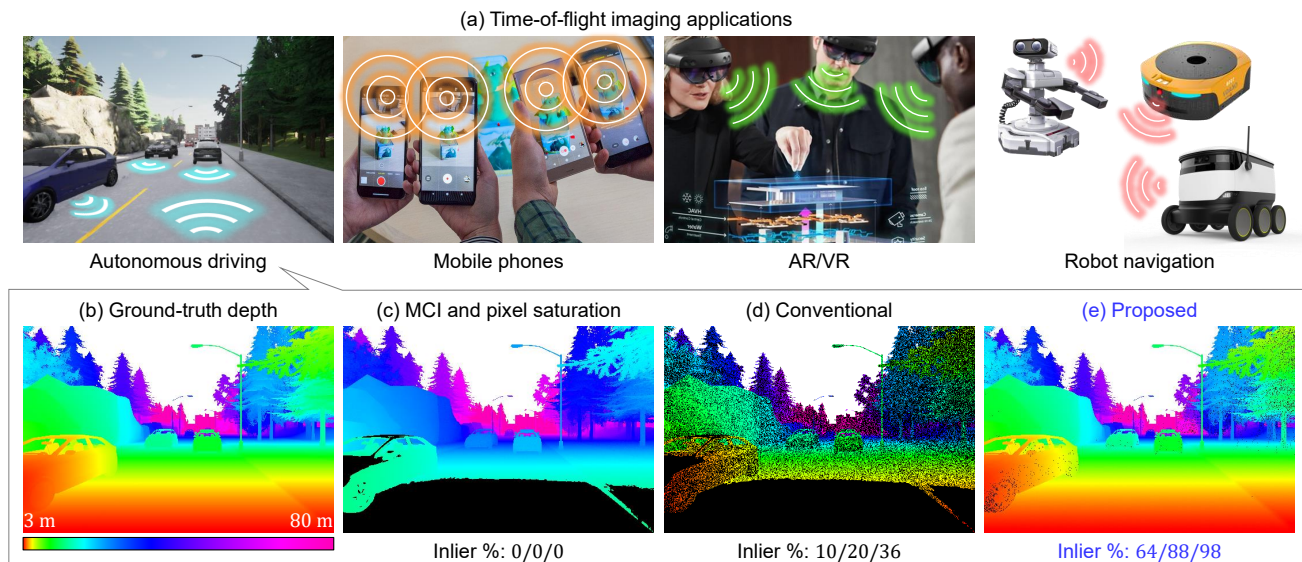 (a) Time-of-flight imaging applications
HVAC
Autonomous driving
Mobile phones
AR/VR
Robot navigation
(b) Ground-truth depth
(c) MCI and pixel saturation
(d) Conventional
(e) Proposed
3 m
80 m
Inlier %: 0/0/0
Inlier %: 10/20/36
Inlier %: 64/88/98